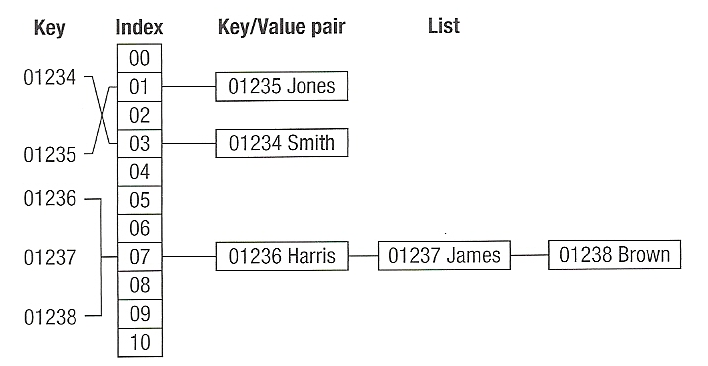 Key Index Key/Value pair List
00
01234 01 01235 Jones
02
03 01234 Smith
01235
04
01236 05
06
01237 07 01236 Harris 01237 James 01238 Brown
08
01238 09
10